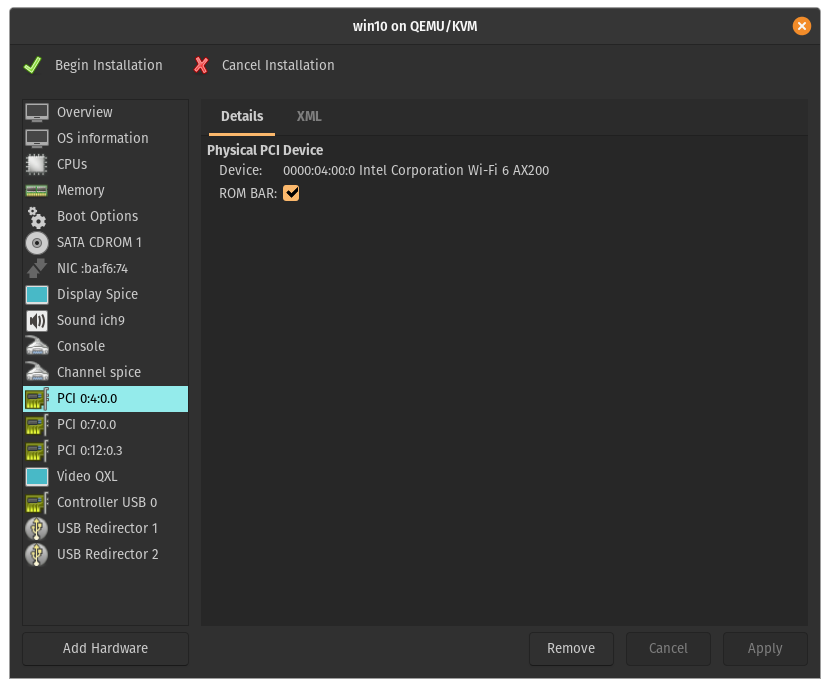 win10 on QEMU/KVM
Begin Installation
Cancel Installation
Overview
OS information
CPUs
Memory
Boot Options
SATA CDROM 1
NIC :ba:f6:74
Display Spice
Sound ich9
Console
Channel spice
PCI 0:4:0.0
PCI 0:7:0.0
PCI 0:12:0.3
Video QXL
Controller USB 0
USB Redirector 1
USB Redirector 2
Add Hardware
Details XML
Physical PCI Device
Device: 0000:04:00:0 Intel Corporation Wi-Fi 6 AX200
ROM BAR:
Remove Cancel Apply